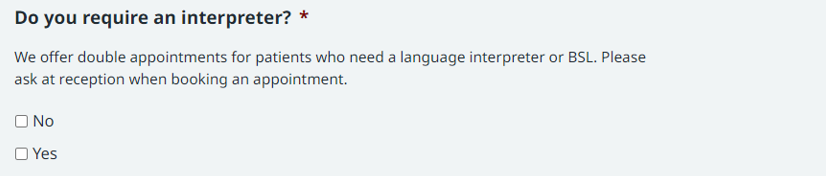 Do you require an interpreter? *
We offer double appointments for patients who need a language interpreter or BSL. Please
ask at reception when booking an appointment.
No
Yes